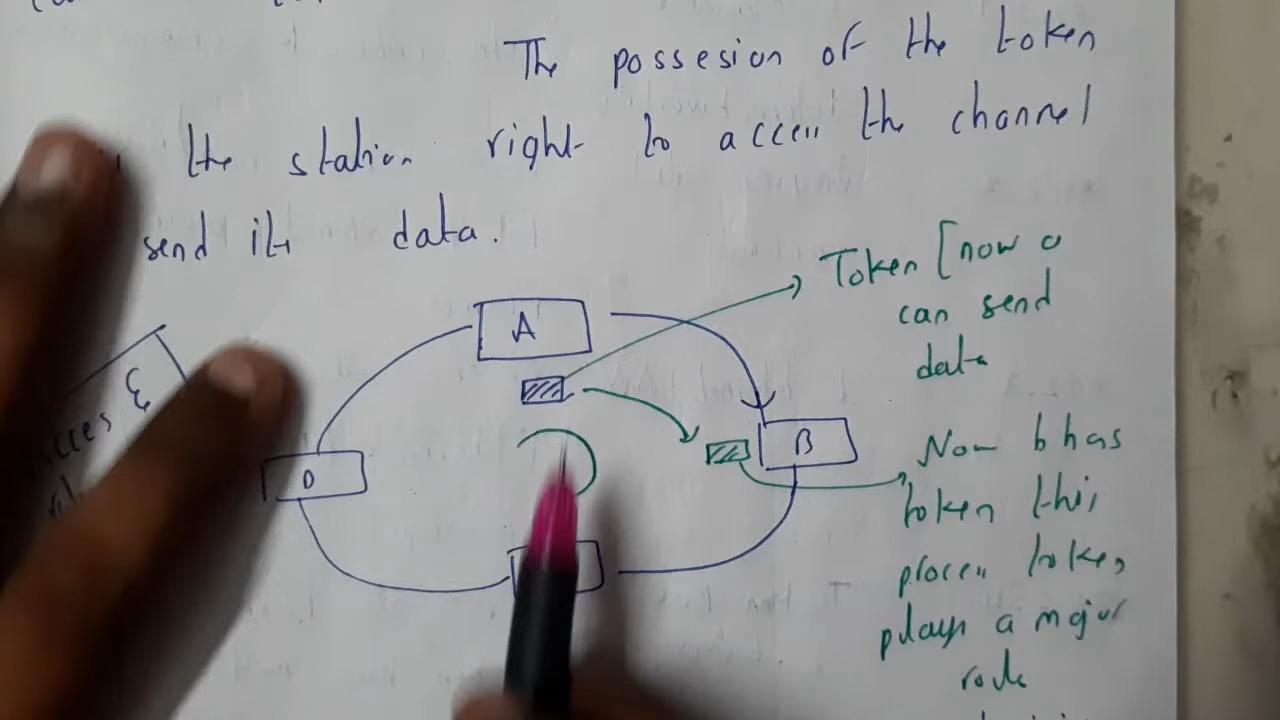 The possesion of the token
the station right to access the channel
send its data.
Token [now a
can send
data
A
B
D
Now b has
token this
process token
plays a major
role